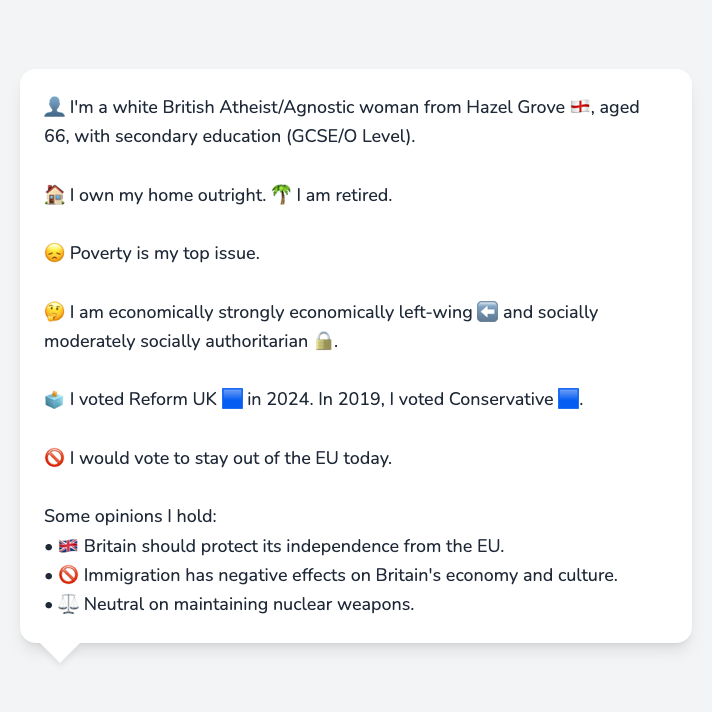 👤 I'm a white British Atheist/Agnostic woman from Hazel Grove 🏴󠁧󠁢󠁥󠁮󠁧󠁿, aged
66, with secondary education (GCSE/O Level).
🏠 I own my home outright. 🌴 I am retired.
😞 Poverty is my top issue.
🤔 I am economically strongly economically left-wing ⬅️ and socially
moderately socially authoritarian 🔒.
🗳️ I voted Reform UK 🟦 in 2024. In 2019, I voted Conservative 🟦.
🚫 I would vote to stay out of the EU today.
Some opinions I hold:
• 🇬🇧 Britain should protect its independence from the EU.
• 🚫 Immigration has negative effects on Britain's economy and culture.
• ⚖️ Neutral on maintaining nuclear weapons.